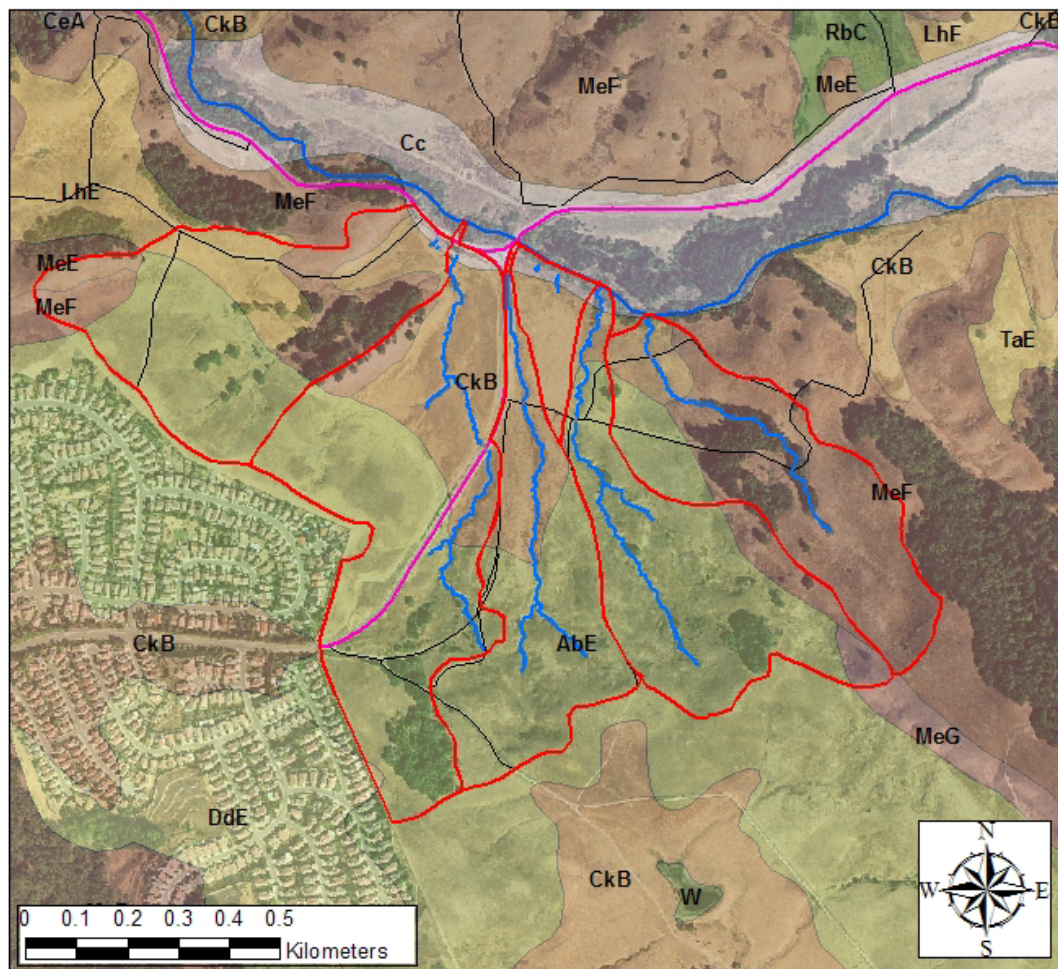 CeA
CkB
RbC
LhF
CkB
MeF
MeE
Cc
LhE
MeF
MeE
CkB
MeF
TaE
CkB
MeF
CkB
AbE
MeG
DdE
CkB
W
N
W E
S
0 0.1 0.2 0.3 0.4 0.5
Kilometers